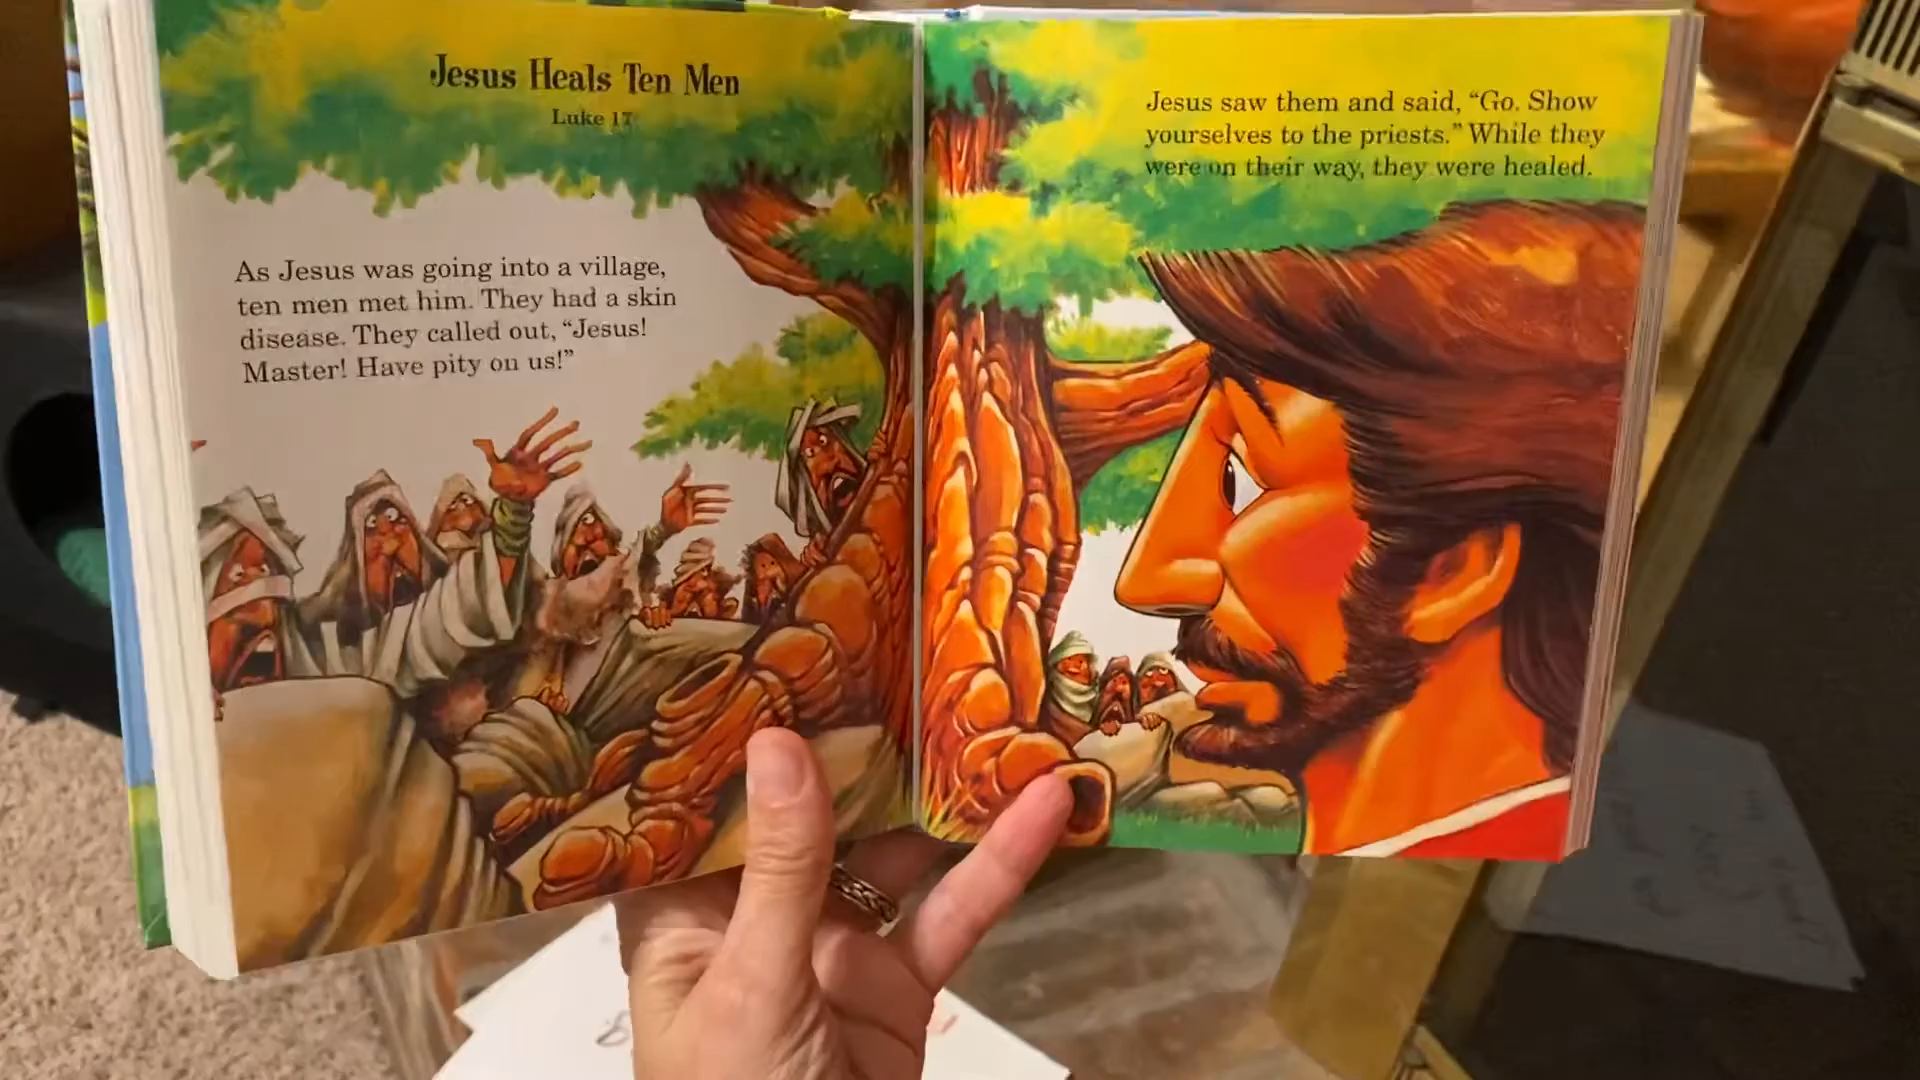 Jesus Heals Ten Men
Luke 17
As Jesus was going into a village,
ten men met him. They had a skin
disease. They called out, “Jesus!
Master! Have pity on us!”
Jesus saw them and said, “Go. Show
yourselves to the priests.” While they
were on their way, they were healed.